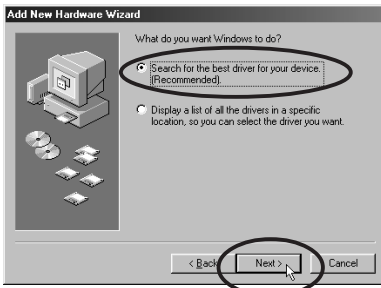 Add New Hardware Wizard
What do you want Windows to do?
Search for the best driver for your device.
(Recommended).
Display a list of all the drivers in a specific
location, so you can select the driver you want.
< Back
Next >
Cancel